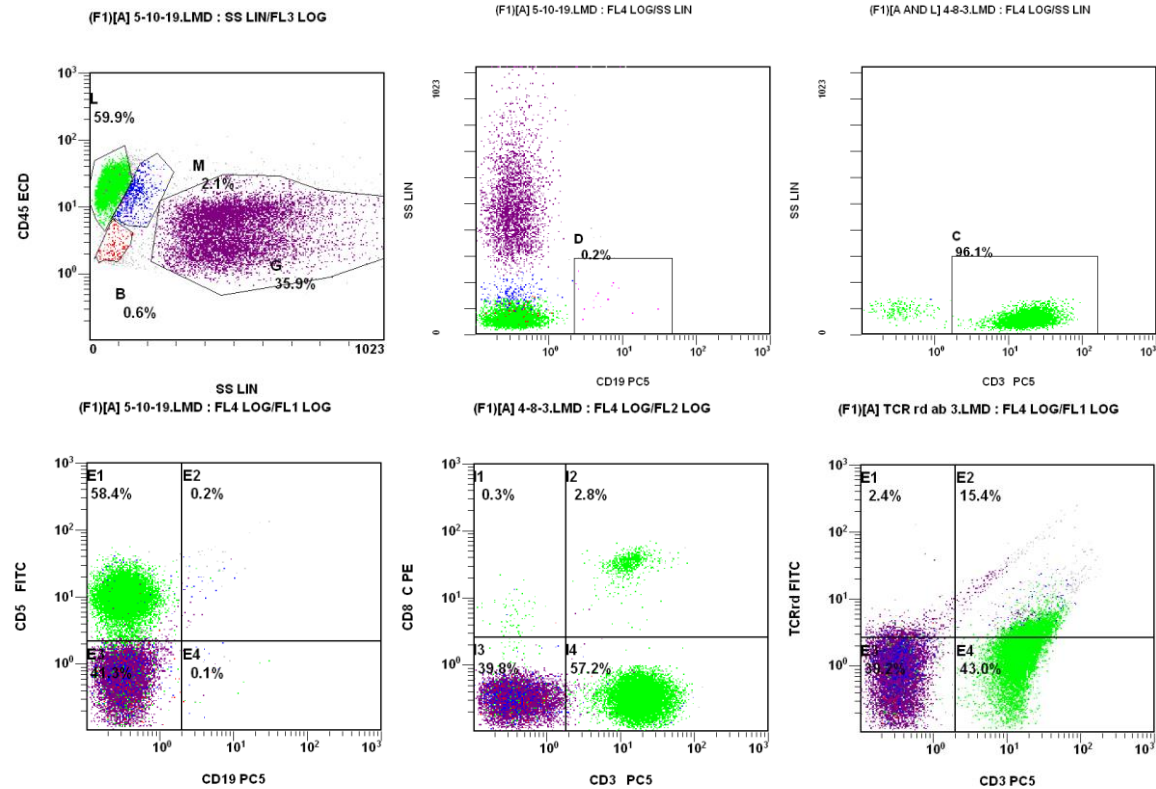 (F1)[A] 5-10-19.LMD : SS LIN/FL3 LOG
10³
10²
10¹
10⁰
CD45 ECD
L
59.9%
M
2.1%
G
35.9%
B
0.6%
0
1023
SS LIN
(F1)[A] 5-10-19.LMD : FL4 LOG/SS LIN
1023
SS LIN
0
D
0.2%
10⁰
10¹
10²
10³
CD19 PC5
(F1)[A AND L] 4-8-3.LMD : FL4 LOG/SS LIN
1023
SS LIN
0
C
96.1%
10⁰
10¹
10²
10³
CD3 PC5
(F1)[A] 5-10-19.LMD : FL4 LOG/FL1 LOG
10³
10²
10¹
10⁰
CD5 FITC
E1
58.4%
E2
0.2%
E3
41.3%
E4
0.1%
10⁰
10¹
10²
10³
CD19 PC5
(F1)[A] 4-8-3.LMD : FL4 LOG/FL2 LOG
10³
10²
10¹
10⁰
CD8 C PE
I1
0.3%
I2
2.8%
I3
39.8%
I4
57.2%
10⁰
10¹
10²
10³
CD3 PC5
(F1)[A] TCR rd ab 3.LMD : FL4 LOG/FL1 LOG
10³
10²
10¹
10⁰
TCRrd FITC
E1
2.4%
E2
15.4%
E3
39.2%
E4
43.0%
10⁰
10¹
10²
10³
CD3 PC5